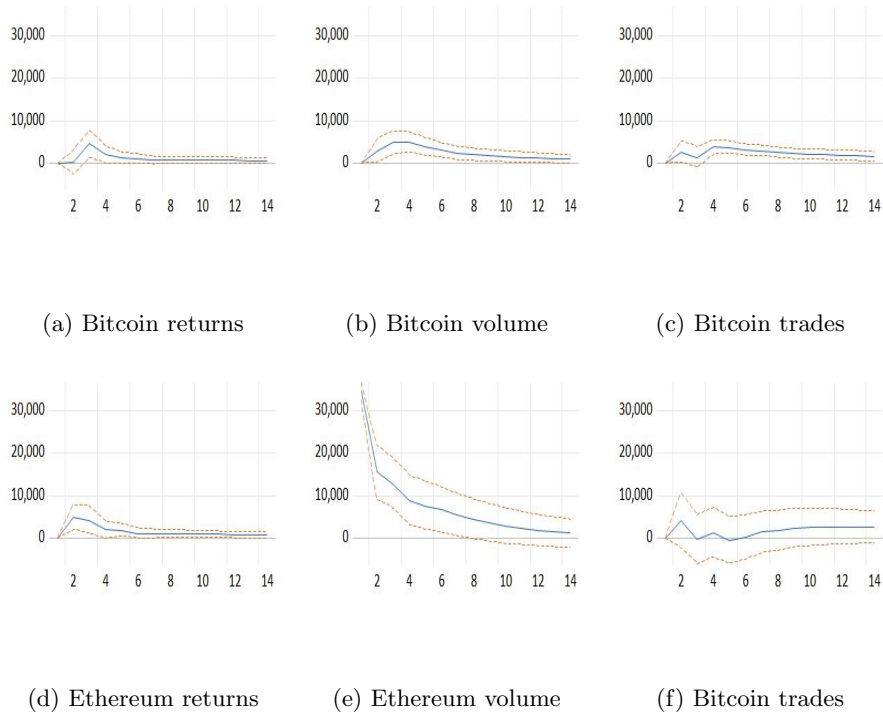 30,000 30,000 30,000
20,000 20,000 20,000
10,000 10,000 10,000
0 0 0
2 4 6 8 10 12 14 2 4 6 8 10 12 14 2 4 6 8 10 12 14
(a) Bitcoin returns (b) Bitcoin volume (c) Bitcoin trades
30,000 30,000 30,000
20,000 20,000 20,000
10,000 10,000 10,000
0 0 0
2 4 6 8 10 12 14 2 4 6 8 10 12 14 2 4 6 8 10 12 14
(d) Ethereum returns (e) Ethereum volume (f) Bitcoin trades